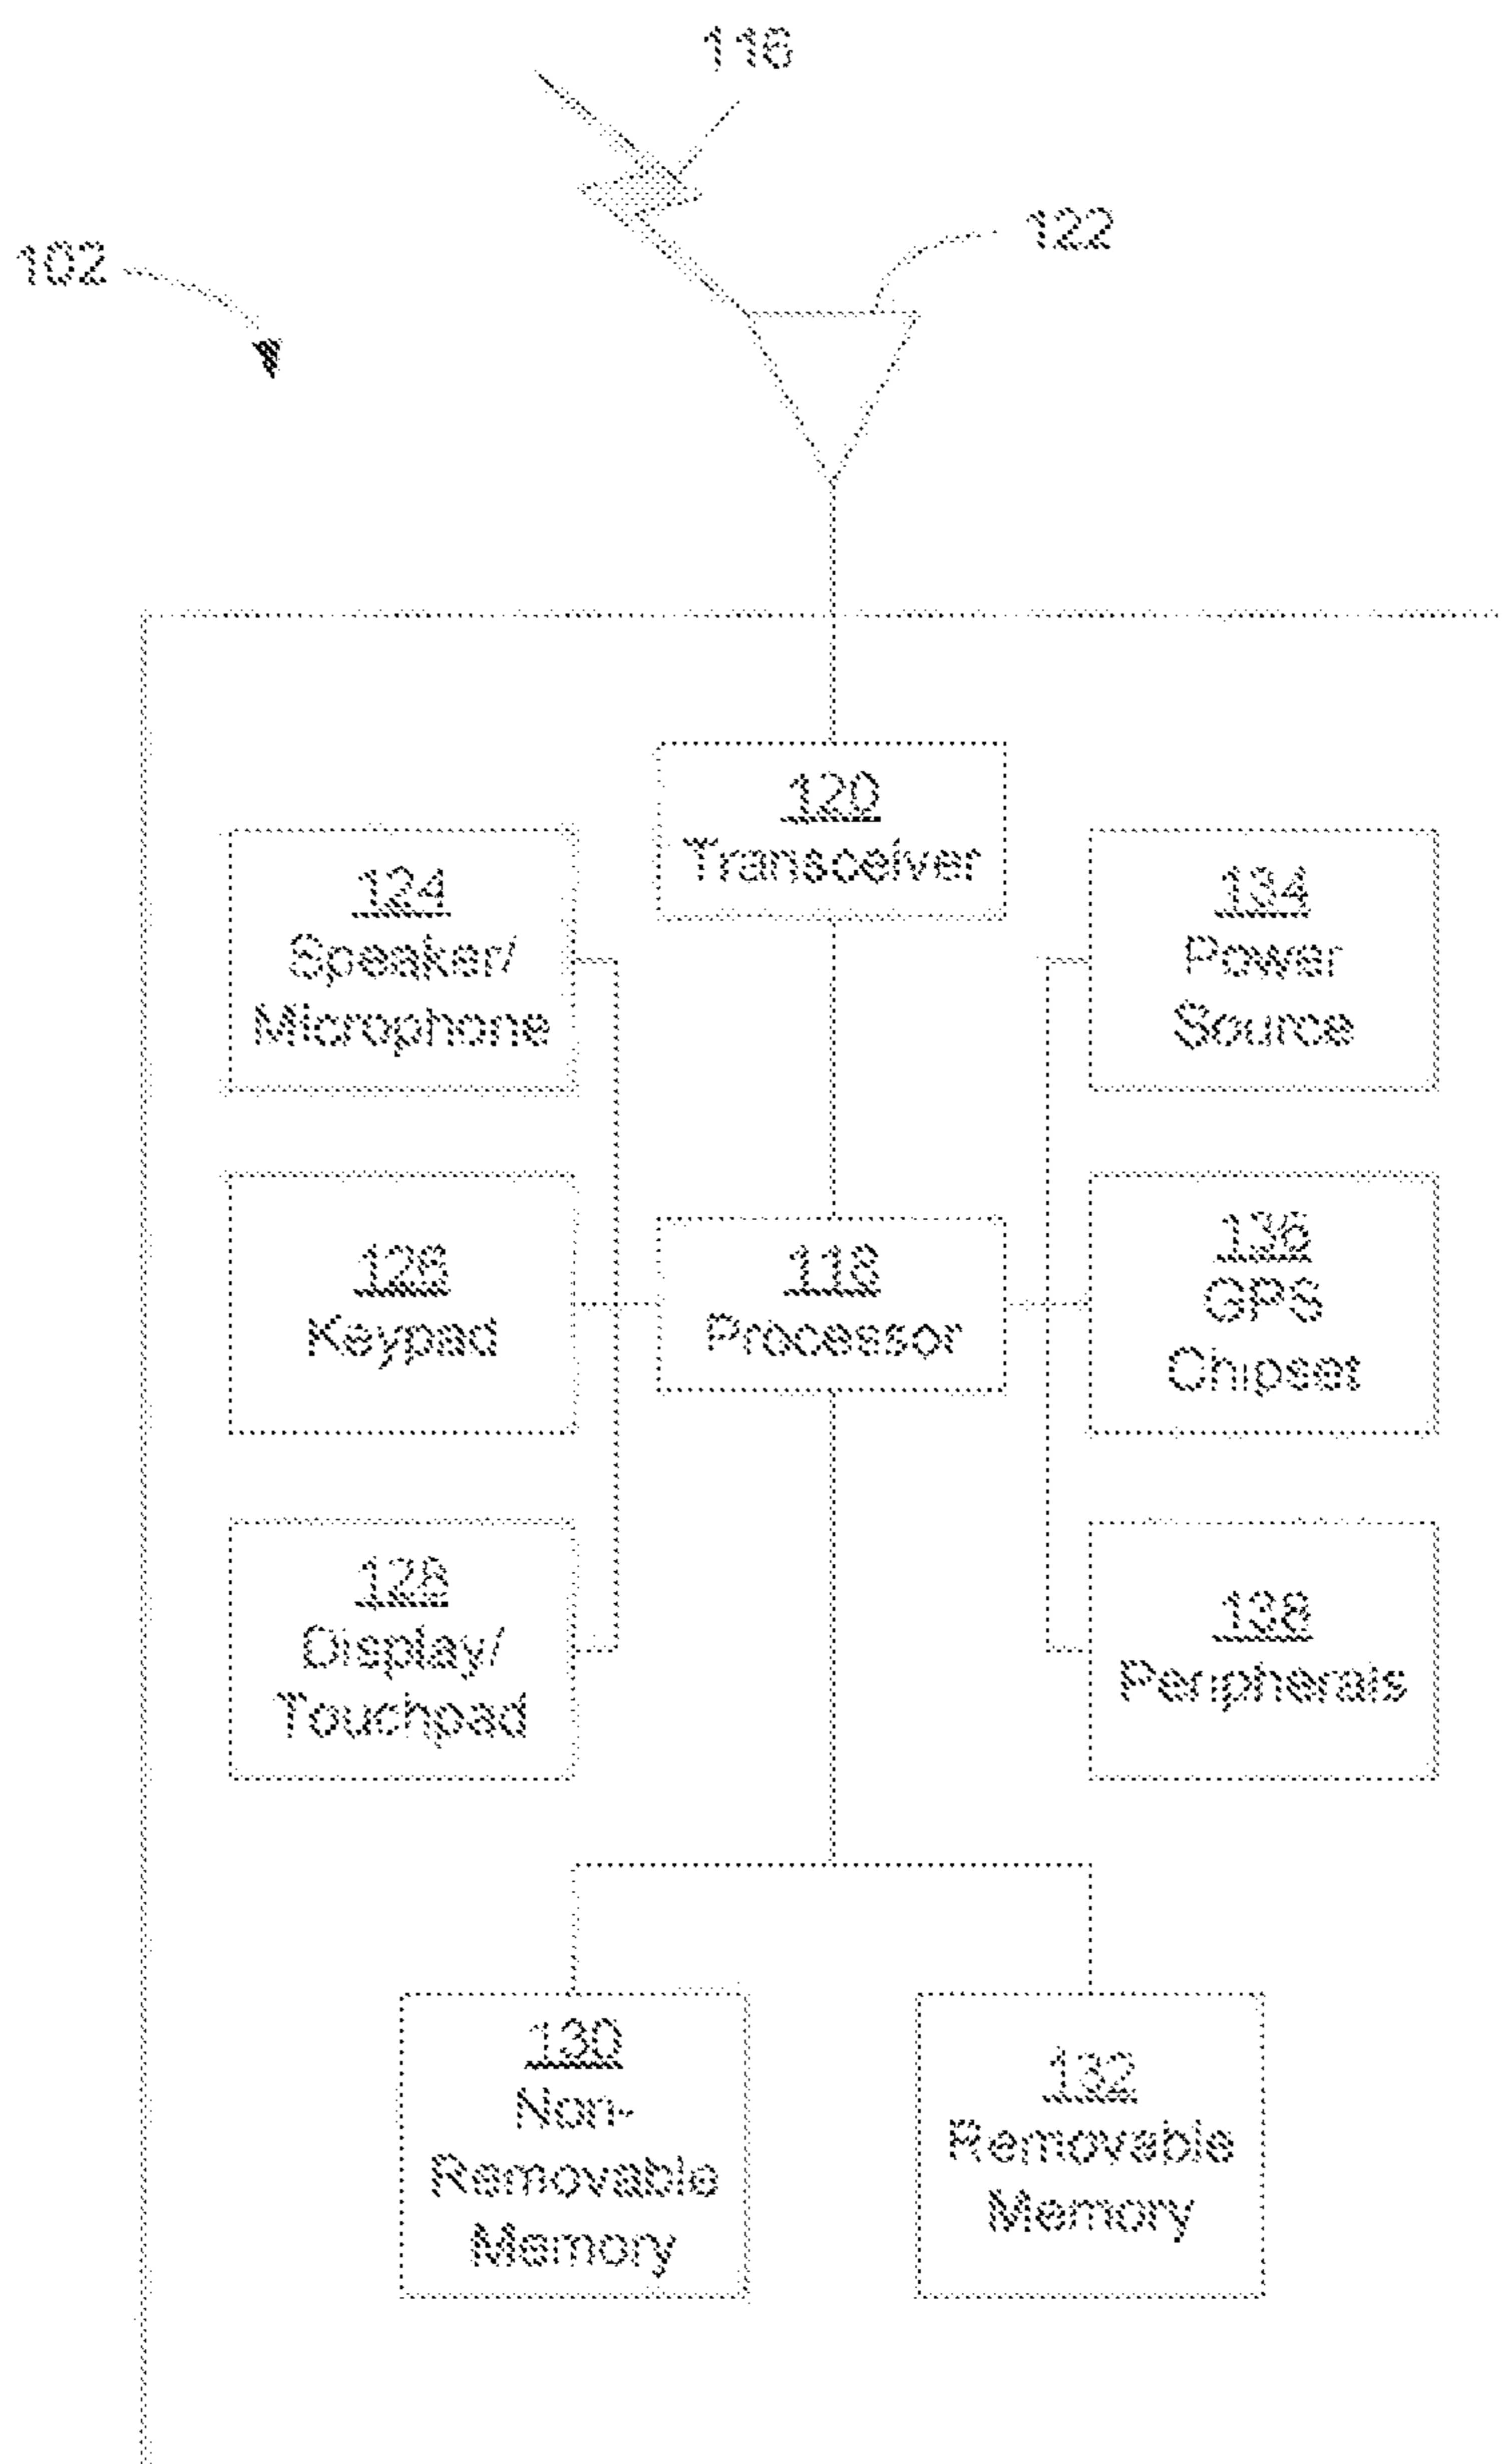 116
122
102
120
Transceiver
124
Speaker/
Microphone
134
Power
Source
126
Keypad
118
Processor
136
GPS
Chipset
128
Display/
Touchpad
138
Peripherals
130
Non-
Removable
Memory
132
Removable
Memory